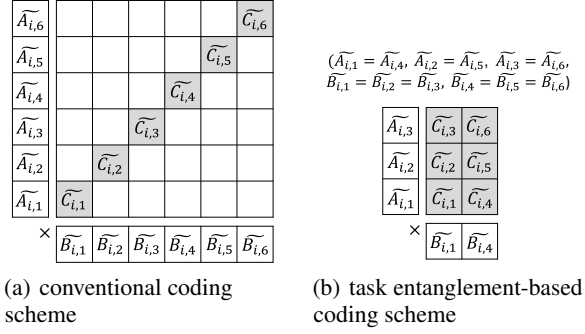 Ã_{i,6} C̃_{i,6}
Ã_{i,5} C̃_{i,5}
Ã_{i,4} C̃_{i,4}
Ã_{i,3} C̃_{i,3}
Ã_{i,2} C̃_{i,2}
Ã_{i,1} C̃_{i,1}
× B̃_{i,1} B̃_{i,2} B̃_{i,3} B̃_{i,4} B̃_{i,5} B̃_{i,6}
(a) conventional coding
scheme
(Ã_{i,1} = Ã_{i,4}, Ã_{i,2} = Ã_{i,5}, Ã_{i,3} = Ã_{i,6},
B̃_{i,1} = B̃_{i,2} = B̃_{i,3}, B̃_{i,4} = B̃_{i,5} = B̃_{i,6})
Ã_{i,3} C̃_{i,3} C̃_{i,6}
Ã_{i,2} C̃_{i,2} C̃_{i,5}
Ã_{i,1} C̃_{i,1} C̃_{i,4}
× B̃_{i,1} B̃_{i,4}
(b) task entanglement-based
coding scheme